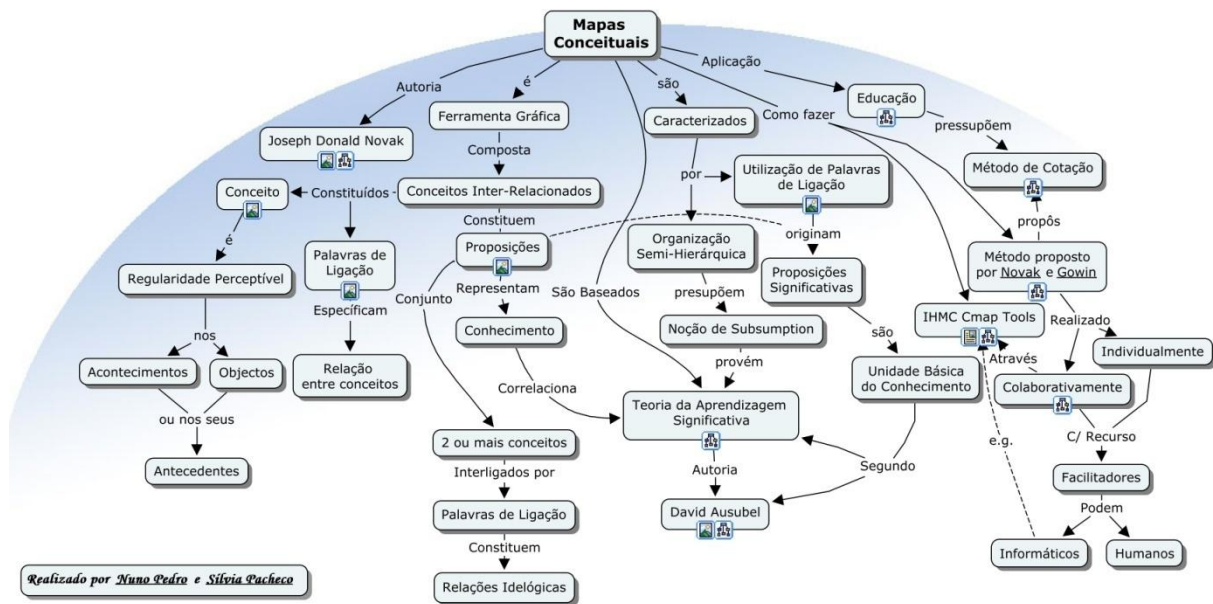 Mapas
Conceituais
Aplicação
Autoria
é
são
Educação
Como fazer
pressupõem
Joseph Donald Novak
Ferramenta Gráfica
Caracterizados
Composta
Método de Cotação
por
Utilização de Palavras
de Ligação
Conceito
Constituídos
Conceitos Inter-Relacionados
Constituem
propôs
originam
é
Palavras de
Ligação
Proposições
Organização
Semi-Hierárquica
Método proposto
por Novak e Gowin
Regularidade Perceptível
Conjunto
Representam
São Baseados
presupõem
Proposições
Significativas
Específicam
IHMC Cmap Tools
Realizado
nos
Conhecimento
Noção de Subsumption
são
Individualmente
Através
Acontecimentos
Objectos
Relação
entre conceitos
Correlaciona
provém
Unidade Básica
do Conhecimento
Colaborativamente
ou nos seus
Teoria da Aprendizagem
Significativa
2 ou mais conceitos
e.g.
C/ Recurso
Antecedentes
Interligados por
Autoria
Segundo
Facilitadores
Palavras de Ligação
David Ausubel
Podem
Constituem
Informáticos
Humanos
Relações Idelógicas
Realizado por Nuno Pedro e Sílvia Pacheco